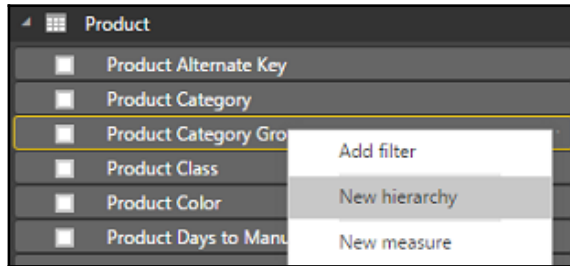 Product
Product Alternate Key
Product Category
Product Category Gro
Add filter
Product Class
New hierarchy
Product Color
Product Days to Manu
New measure